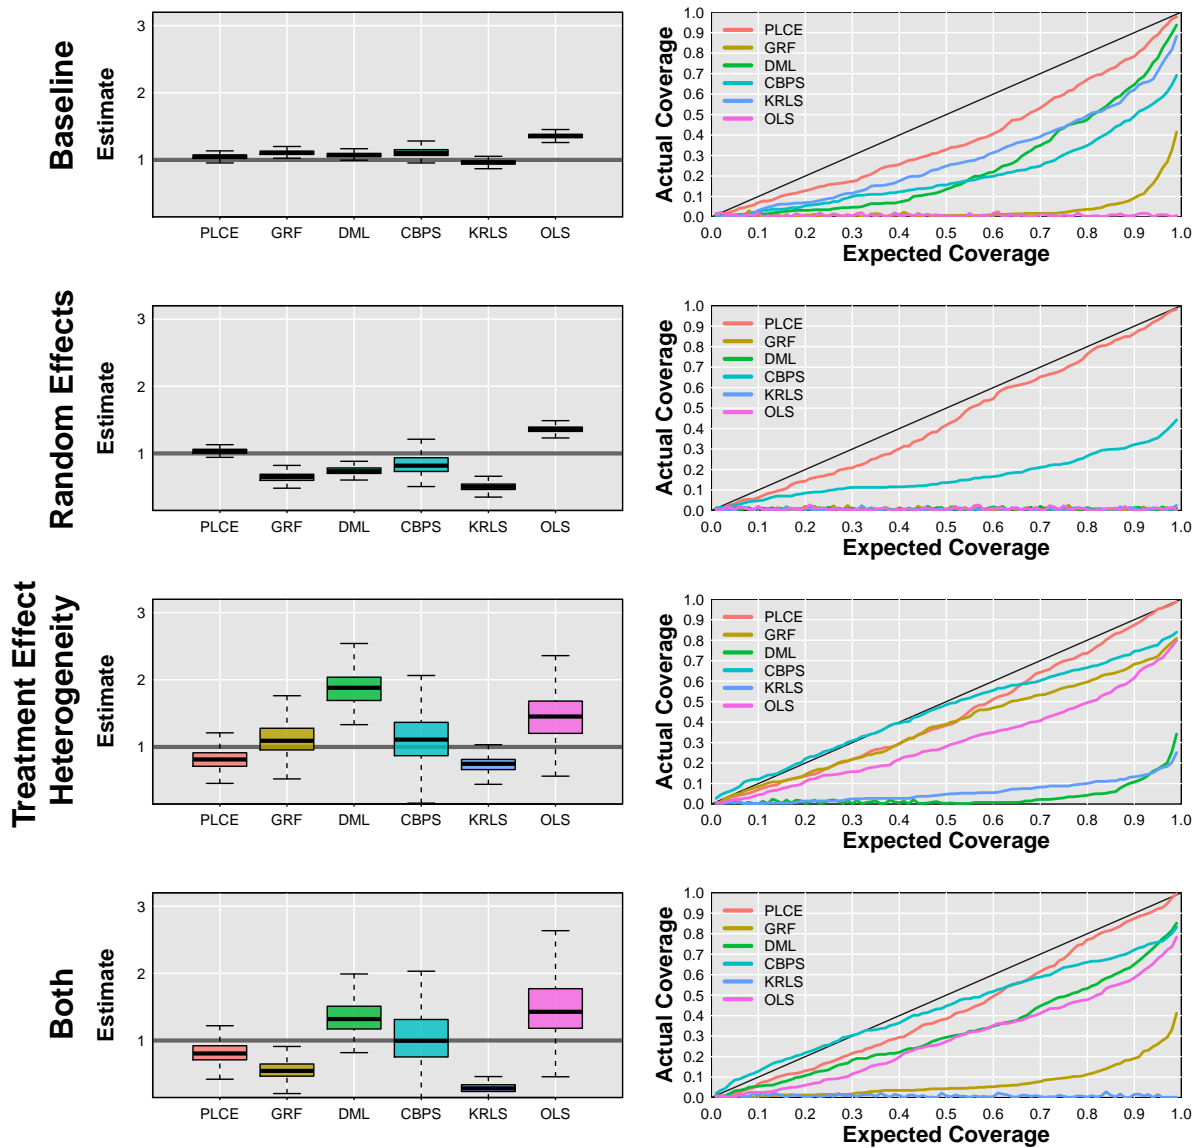 Baseline
Estimate
3
2
1
PLCE GRF DML CBPS KRLS OLS
Actual Coverage
1.0
0.9
0.8
0.7
0.6
0.5
0.4
0.3
0.2
0.1
0.0
PLCE
GRF
DML
CBPS
KRLS
OLS
0.0 0.1 0.2 0.3 0.4 0.5 0.6 0.7 0.8 0.9 1.0
Expected Coverage
Random Effects
Estimate
3
2
1
PLCE GRF DML CBPS KRLS OLS
Actual Coverage
1.0
0.9
0.8
0.7
0.6
0.5
0.4
0.3
0.2
0.1
0.0
PLCE
GRF
DML
CBPS
KRLS
OLS
0.0 0.1 0.2 0.3 0.4 0.5 0.6 0.7 0.8 0.9 1.0
Expected Coverage
Treatment Effect
Heterogeneity
Estimate
3
2
1
PLCE GRF DML CBPS KRLS OLS
Actual Coverage
1.0
0.9
0.8
0.7
0.6
0.5
0.4
0.3
0.2
0.1
0.0
PLCE
GRF
DML
CBPS
KRLS
OLS
0.0 0.1 0.2 0.3 0.4 0.5 0.6 0.7 0.8 0.9 1.0
Expected Coverage
Both
Estimate
3
2
1
PLCE GRF DML CBPS KRLS OLS
Actual Coverage
1.0
0.9
0.8
0.7
0.6
0.5
0.4
0.3
0.2
0.1
0.0
PLCE
GRF
DML
CBPS
KRLS
OLS
0.0 0.1 0.2 0.3 0.4 0.5 0.6 0.7 0.8 0.9 1.0
Expected Coverage